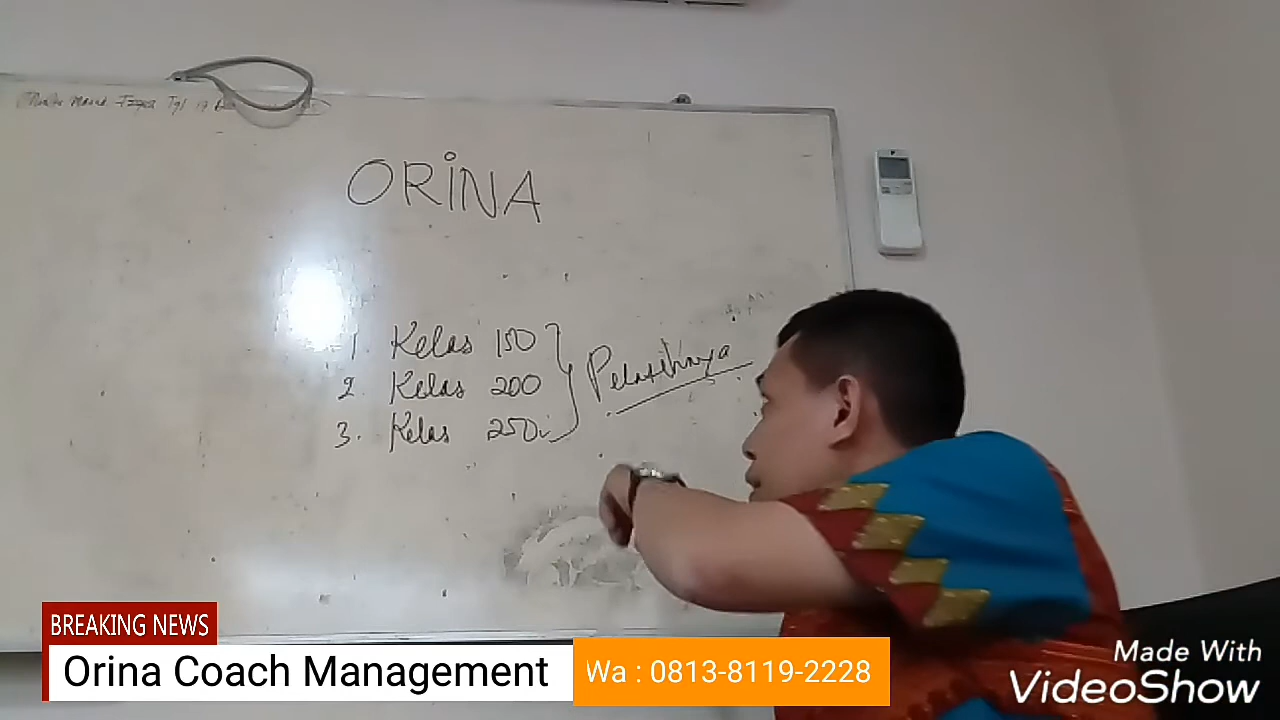 ORINA
1. Kelas 150
2. Kelas 200
3. Kelas 250
BREAKING NEWS
Orina Coach Management
Wa : 0813-8119-2228
Made With
VideoShow